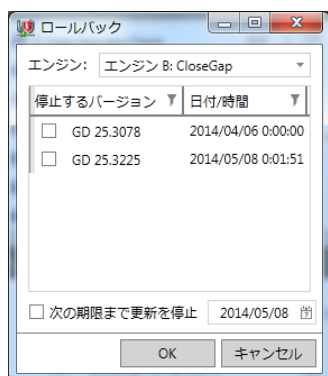 ロールバック
エンジン: エンジン B: CloseGap
停止するバージョン 日付/時間
GD 25.3078 2014/04/06 0:00:00
GD 25.3225 2014/05/08 0:01:51
次の期限まで更新を停止 2014/05/08
OK キャンセル